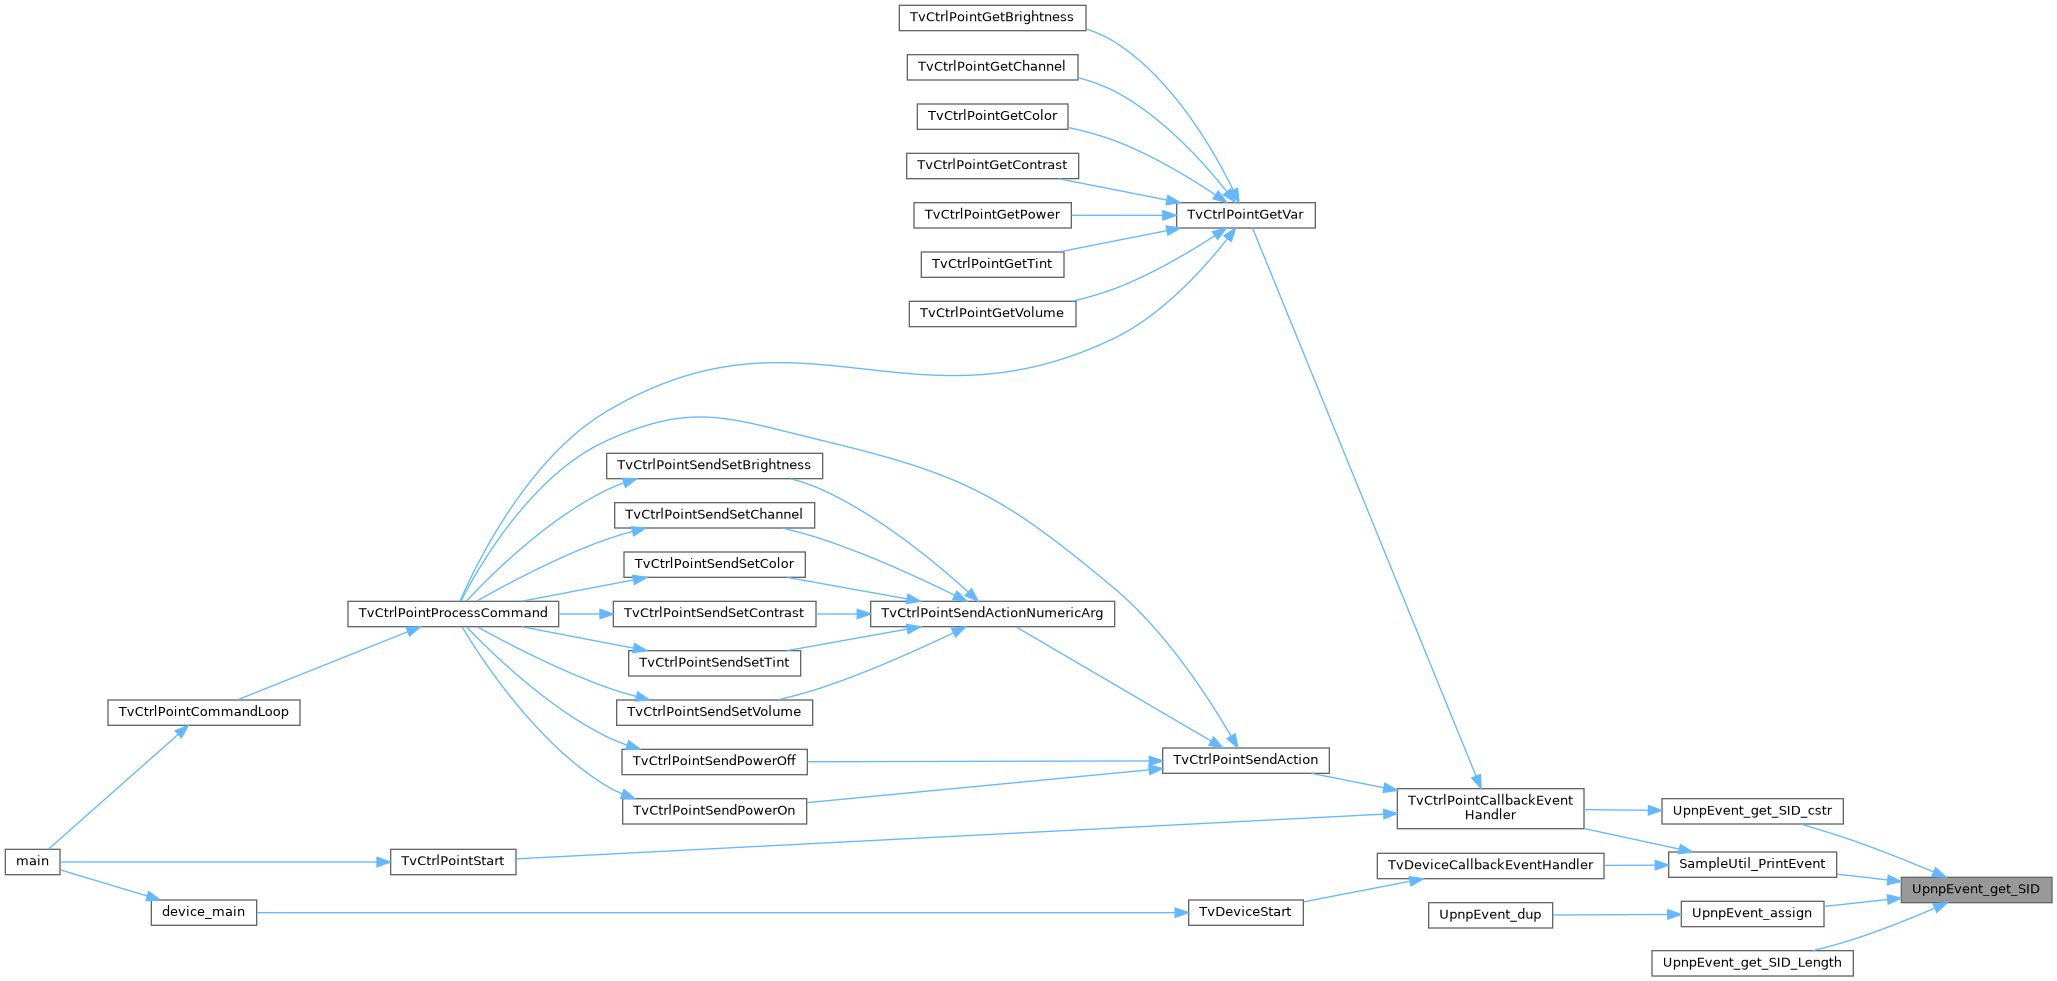 TvCtrlPointGetBrightness
TvCtrlPointGetChannel
TvCtrlPointGetColor
TvCtrlPointGetContrast
TvCtrlPointGetPower
TvCtrlPointGetVar
TvCtrlPointGetTint
TvCtrlPointGetVolume
TvCtrlPointSendSetBrightness
TvCtrlPointSendSetChannel
TvCtrlPointSendSetColor
TvCtrlPointProcessCommand
TvCtrlPointSendSetContrast
TvCtrlPointSendActionNumericArg
TvCtrlPointSendSetTint
TvCtrlPointCommandLoop
TvCtrlPointSendSetVolume
TvCtrlPointSendPowerOff
TvCtrlPointSendAction
TvCtrlPointSendPowerOn
TvCtrlPointCallbackEvent
Handler
UpnpEvent_get_SID_cstr
main
TvCtrlPointStart
TvDeviceCallbackEventHandler
SampleUtil_PrintEvent
UpnpEvent_get_SID
device_main
TvDeviceStart
UpnpEvent_dup
UpnpEvent_assign
UpnpEvent_get_SID_Length